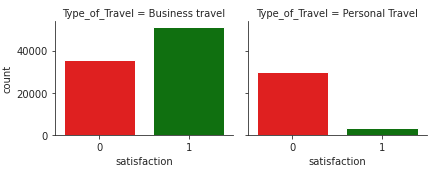 Type_of_Travel = Business travel
Type_of_Travel = Personal Travel
count
40000
20000
0
0 1
0 1
satisfaction
satisfaction